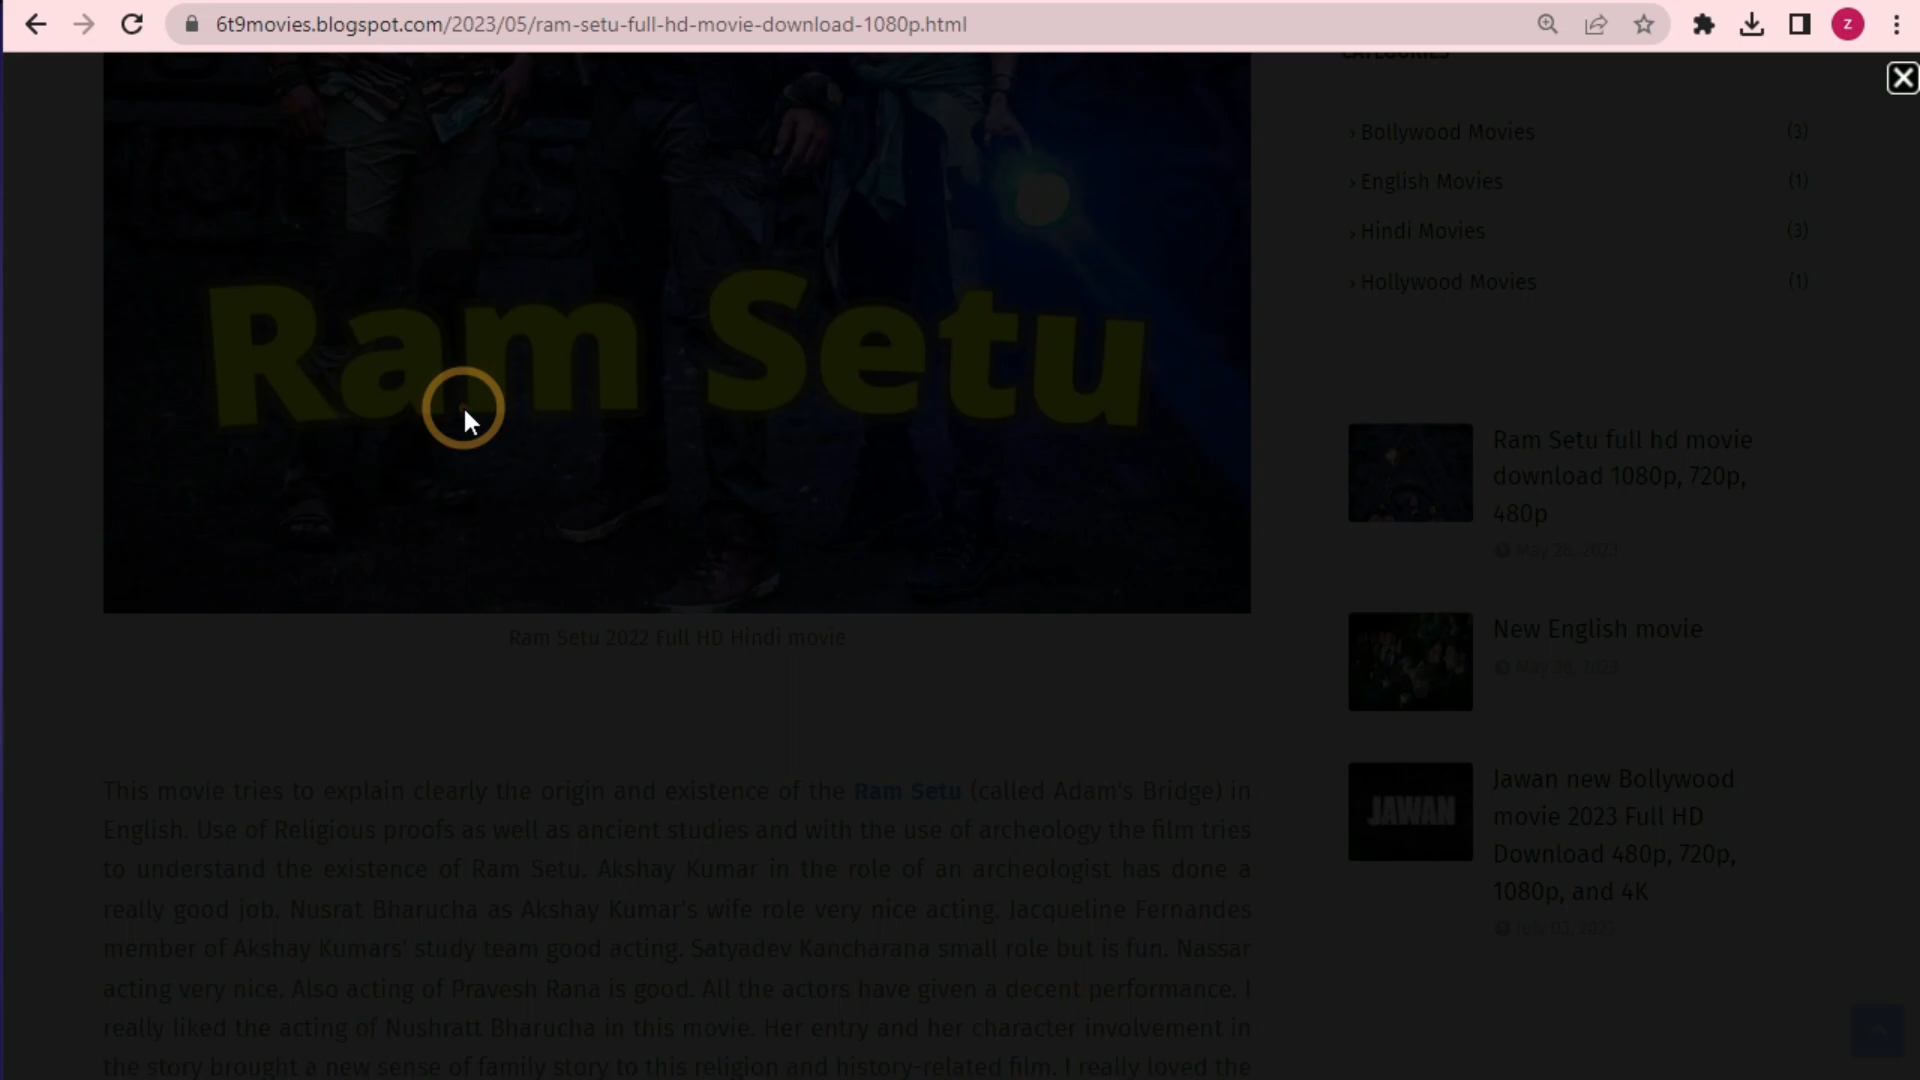 6t9movies.blogspot.com/2023/05/ram-setu-full-hd-movie-download-1080p.html
z
CATEGORIES
› Bollywood Movies (3)
› English Movies (1)
› Hindi Movies (3)
› Hollywood Movies (1)
Ram Setu
Ram Setu 2022 Full HD Hindi movie
This movie tries to explain clearly the origin and existence of the Ram Setu (called Adam's Bridge) in
English. Use of Religious proofs as well as ancient studies and with the use of archeology the film tries
to understand the existence of Ram Setu. Akshay Kumar in the role of an archeologist has done a
really good job. Nusrat Bharucha as Akshay Kumar's wife role very nice acting. Jacqueline Fernandes
member of Akshay Kumars' study team good acting. Satyadev Kancharana small role but is fun. Nassar
acting very nice. Also acting of Pravesh Rana is good. All the actors have given a decent performance. I
really liked the acting of Nushratt Bharucha in this movie. Her entry and her character involvement in
the story brought a new sense of family story to this religion and history-related film. I really loved the
Ram Setu full hd movie
download 1080p, 720p,
480p
May 26, 2023
New English movie
May 2023
Jawan new Bollywood
movie 2023 Full HD
Download 480p, 720p,
1080p, and 4K
2023
JAWAN